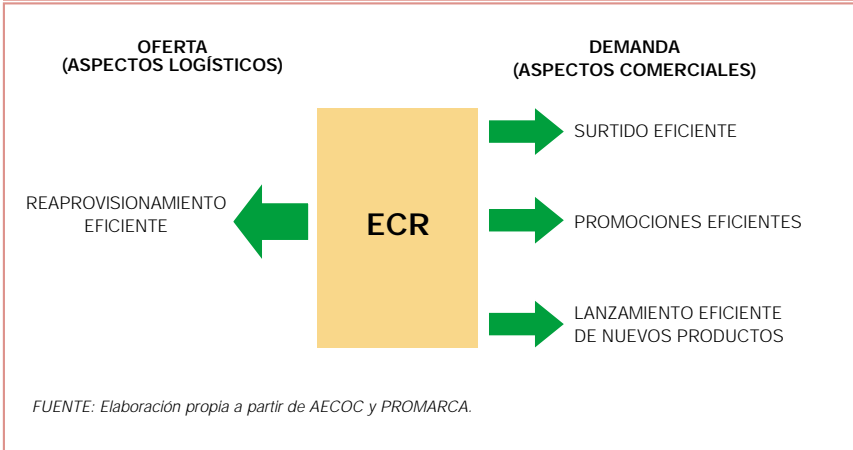 OFERTA
(ASPECTOS LOGÍSTICOS)
DEMANDA
(ASPECTOS COMERCIALES)
REAPROVISIONAMIENTO
EFICIENTE
ECR
SURTIDO EFICIENTE
PROMOCIONES EFICIENTES
LANZAMIENTO EFICIENTE
DE NUEVOS PRODUCTOS
FUENTE: Elaboración propia a partir de AECOC y PROMARCA.